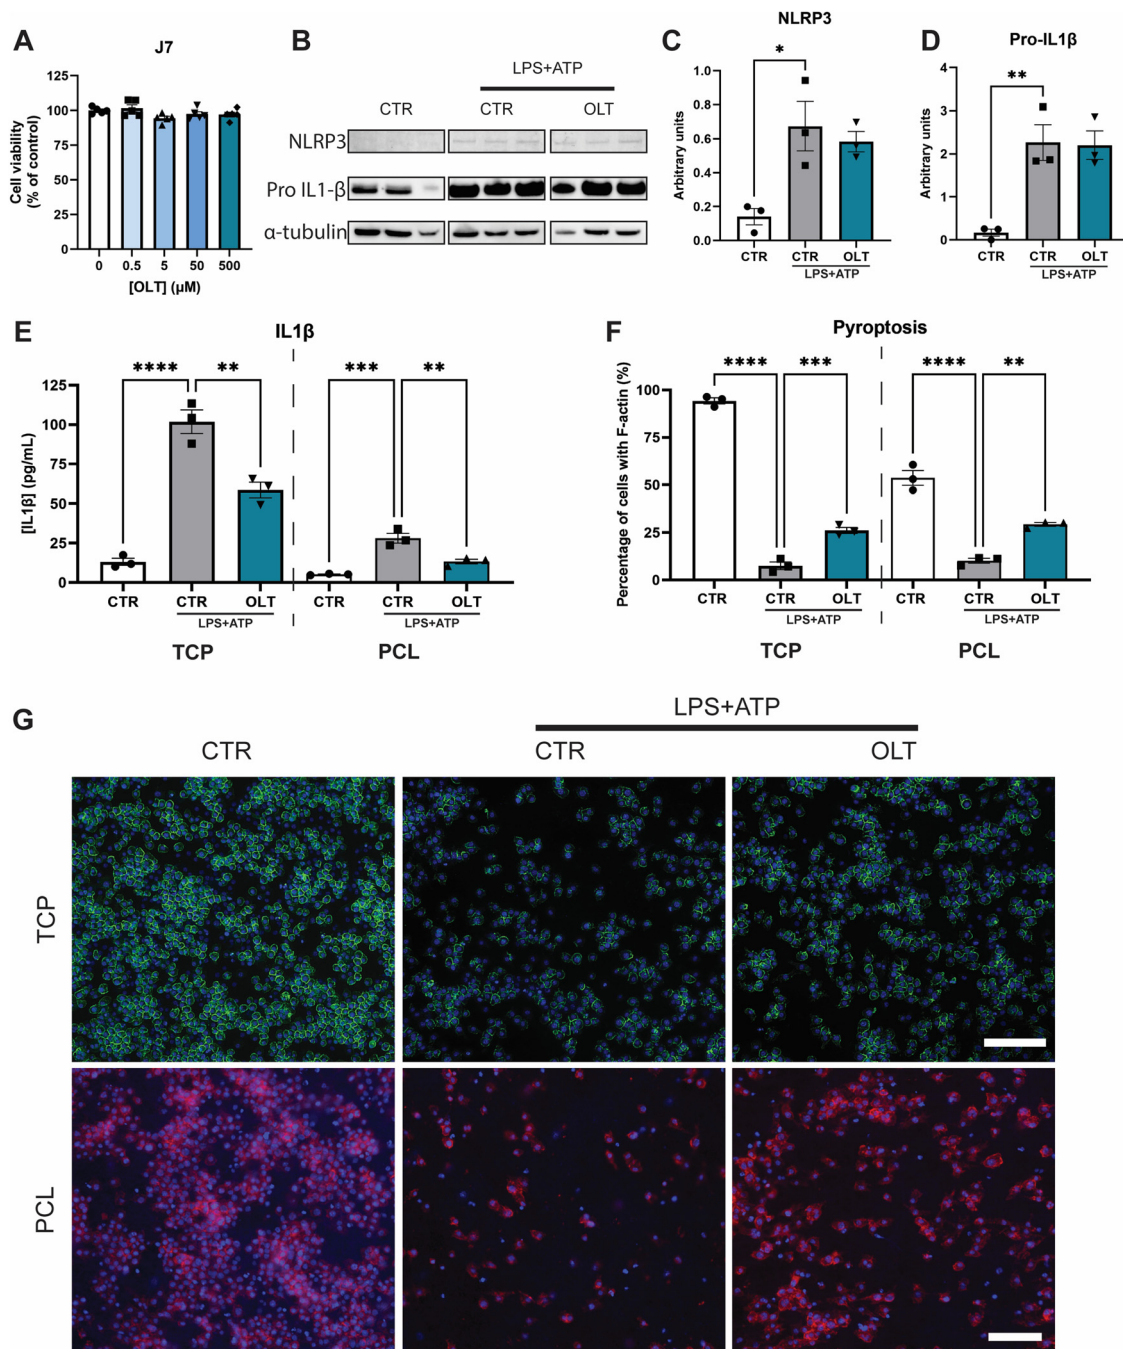 A
J7
Cell viability
(% of control)
125
100
75
50
25
0
0 0.5 5 50 500
[OLT] (µM)
B
LPS+ATP
CTR CTR OLT
NLRP3
Pro IL1-β
α-tubulin
C
NLRP3
*
Arbitrary units
1.0
0.8
0.6
0.4
0.2
0.0
CTR CTR OLT
LPS+ATP
D
Pro-IL1β
**
Arbitrary units
4
3
2
1
0
CTR CTR OLT
LPS+ATP
E
IL1β
**** ** *** **
[IL1β] (pg/mL)
125
100
75
50
25
0
CTR CTR OLT CTR CTR OLT
LPS+ATP LPS+ATP
TCP PCL
F
Pyroptosis
**** *** **** **
Percentage of cells with F-actin (%)
100
75
50
25
0
CTR CTR OLT CTR CTR OLT
LPS+ATP LPS+ATP
TCP PCL
G
LPS+ATP
CTR CTR OLT
TCP
PCL